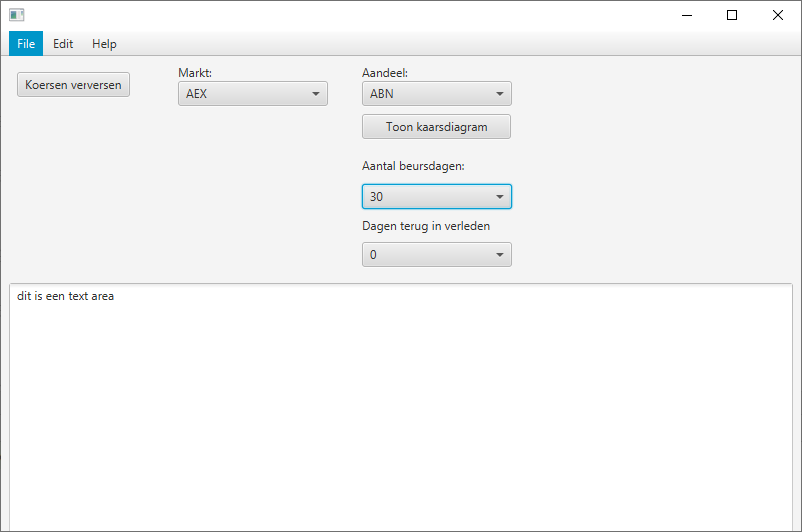 File Edit Help
Koersen verversen
Markt:
AEX
Aandeel:
ABN
Toon kaarsdiagram
Aantal beursdagen:
30
Dagen terug in verleden
0
dit is een text area